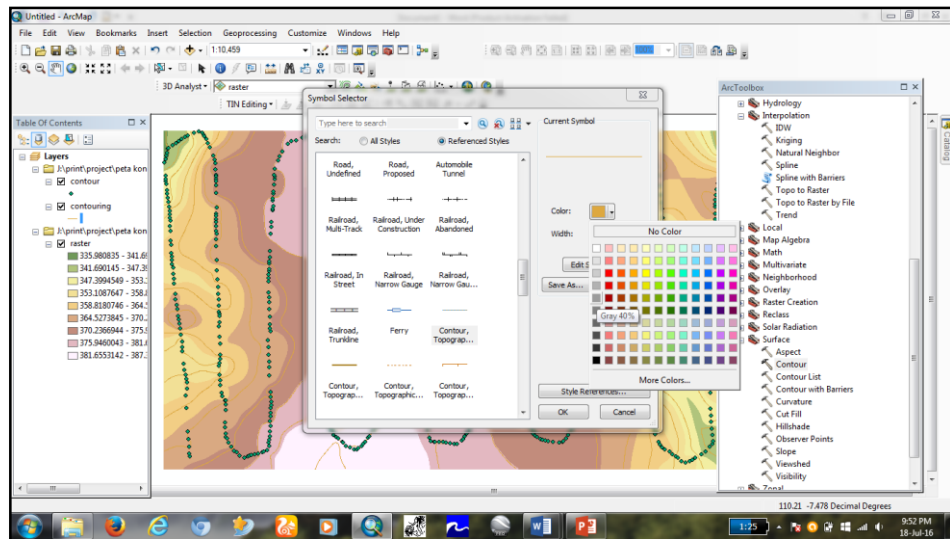 Untitled - ArcMap
File Edit View Bookmarks Insert Selection Geoprocessing Customize Windows Help
1:10,459
3D Analyst raster
TIN Editing
Table Of Contents
Layers
J:\print\project\peta kon
contour
contouring
J:\print\project\peta kon
raster
335.980835 - 341.69
341.690145 - 347.39
347.3994549 - 353.
353.1087647 - 358.8
358.8180746 - 364.5
364.5273845 - 370.
370.2366944 - 375.9
375.9460043 - 381.6
381.6553142 - 387.
Symbol Selector
Type here to search
Search: All Styles Referenced Styles
Road, Undefined
Road, Proposed
Automobile Tunnel
Railroad, Multi-Track
Railroad, Under Construction
Railroad, Abandoned
Railroad, In Street
Railroad, Narrow Gauge
Railroad, Narrow Gau...
Railroad, Trunkline
Ferry
Contour, Topograp...
Contour, Topograp...
Contour, Topographic...
Contour, Topograp...
Current Symbol
Color:
Width:
Edit S
Save As...
Style References...
OK Cancel
No Color
Gray 40%
More Colors...
ArcToolbox
Hydrology
Interpolation
IDW
Kriging
Natural Neighbor
Spline
Spline with Barriers
Topo to Raster
Topo to Raster by File
Trend
Local
Map Algebra
Math
Multivariate
Neighborhood
Overlay
Raster Creation
Reclass
Solar Radiation
Surface
Aspect
Contour
Contour List
Contour with Barriers
Curvature
Cut Fill
Hillshade
Observer Points
Slope
Viewshed
Visibility
Zonal
Catalog
110.21 -7.478 Decimal Degrees
1:25
9:52 PM
18-Jul-16